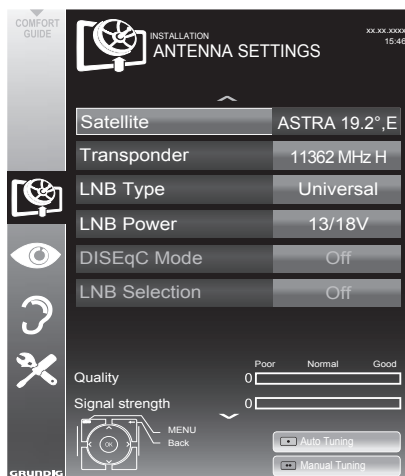 COMFORT
GUIDE
INSTALLATION
ANTENNA SETTINGS
xx.xx.xxxx
15:46
Satellite ASTRA 19.2°,E
Transponder 11362 MHz H
LNB Type Universal
LNB Power 13/18V
DISEqC Mode Off
LNB Selection Off
Poor Normal Good
Quality 0
Signal strength 0
MENU
Back
OK
Auto Tuning
Manual Tuning
GRUNDIG